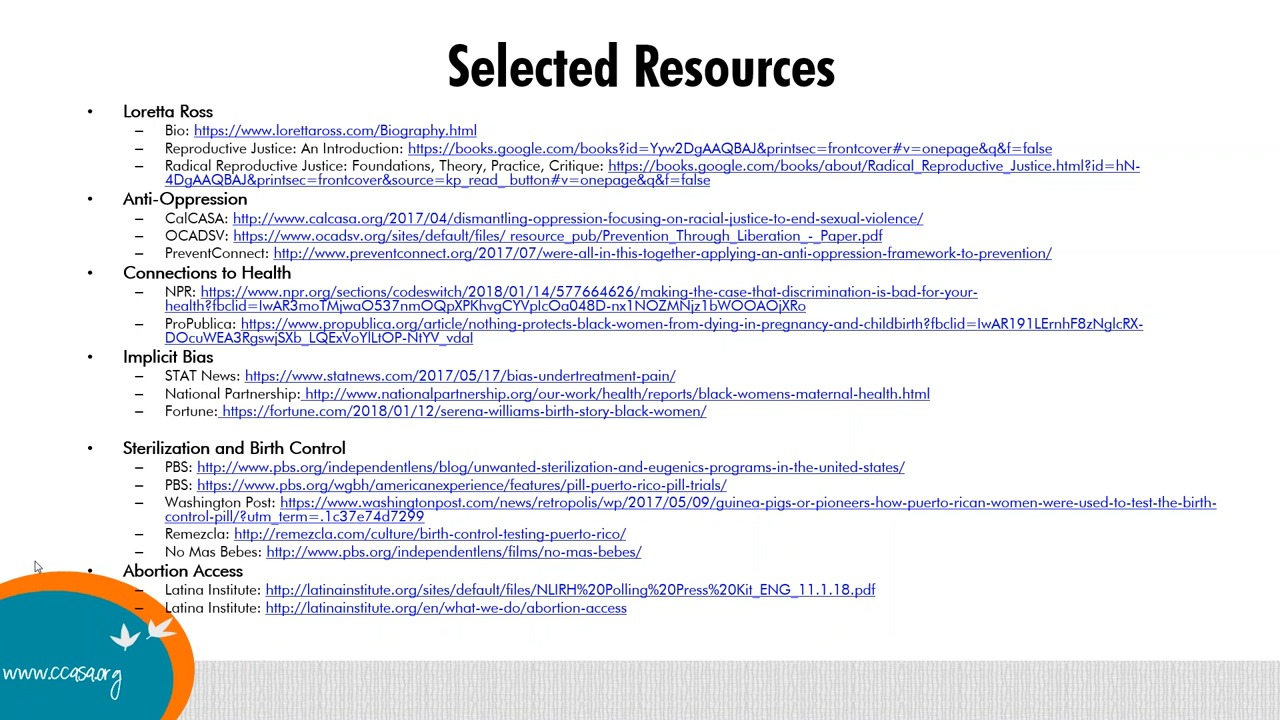 Selected Resources
• Loretta Ross
– Bio: https://www.lorettaross.com/Biography.html
– Reproductive Justice: An Introduction: https://books.google.com/books?id=Yyw2DgAAQBAJ&printsec=frontcover#v=onepage&q&f=false
– Radical Reproductive Justice: Foundations, Theory, Practice, Critique: https://books.google.com/books/about/Radical_Reproductive_Justice.html?id=hN-
4DgAAQBAJ&printsec=frontcover&source=kp_read_ button#v=onepage&q&f=false
• Anti-Oppression
– CalCASA: http://www.calcasa.org/2017/04/dismantling-oppression-focusing-on-racial-justice-to-end-sexual-violence/
– OCADSV: https://www.ocadsv.org/sites/default/files/ resource_pub/Prevention_Through_Liberation_-_Paper.pdf
– PreventConnect: http://www.preventconnect.org/2017/07/were-all-in-this-together-applying-an-anti-oppression-framework-to-prevention/
• Connections to Health
– NPR: https://www.npr.org/sections/codeswitch/2018/01/14/577664626/making-the-case-that-discrimination-is-bad-for-your-
health?fbclid=IwAR3moTMjwaO537nmOQpXPKhvgCYVpIcOa048D-nx1NOZMNjz1bWOOAOjXRo
– ProPublica: https://www.propublica.org/article/nothing-protects-black-women-from-dying-in-pregnancy-and-childbirth?fbclid=IwAR191LErnhF8zNglcRX-
DOcuWEA3RgswjSXb_LQExVoYlLtOP-NtYV_vdaI
• Implicit Bias
– STAT News: https://www.statnews.com/2017/05/17/bias-undertreatment-pain/
– National Partnership: http://www.nationalpartnership.org/our-work/health/reports/black-womens-maternal-health.html
– Fortune: https://fortune.com/2018/01/12/serena-williams-birth-story-black-women/
• Sterilization and Birth Control
– PBS: http://www.pbs.org/independentlens/blog/unwanted-sterilization-and-eugenics-programs-in-the-united-states/
– PBS: https://www.pbs.org/wgbh/americanexperience/features/pill-puerto-rico-pill-trials/
– Washington Post: https://www.washingtonpost.com/news/retropolis/wp/2017/05/09/guinea-pigs-or-pioneers-how-puerto-rican-women-were-used-to-test-the-birth-
control-pill/?utm_term=.1c37e74d7299
– Remezcla: http://remezcla.com/culture/birth-control-testing-puerto-rico/
– No Mas Bebes: http://www.pbs.org/independentlens/films/no-mas-bebes/
• Abortion Access
– Latina Institute: http://latinainstitute.org/sites/default/files/NLIRH%20Polling%20Press%20Kit_ENG_11.1.18.pdf
– Latina Institute: http://latinainstitute.org/en/what-we-do/abortion-access
www.ccasa.org